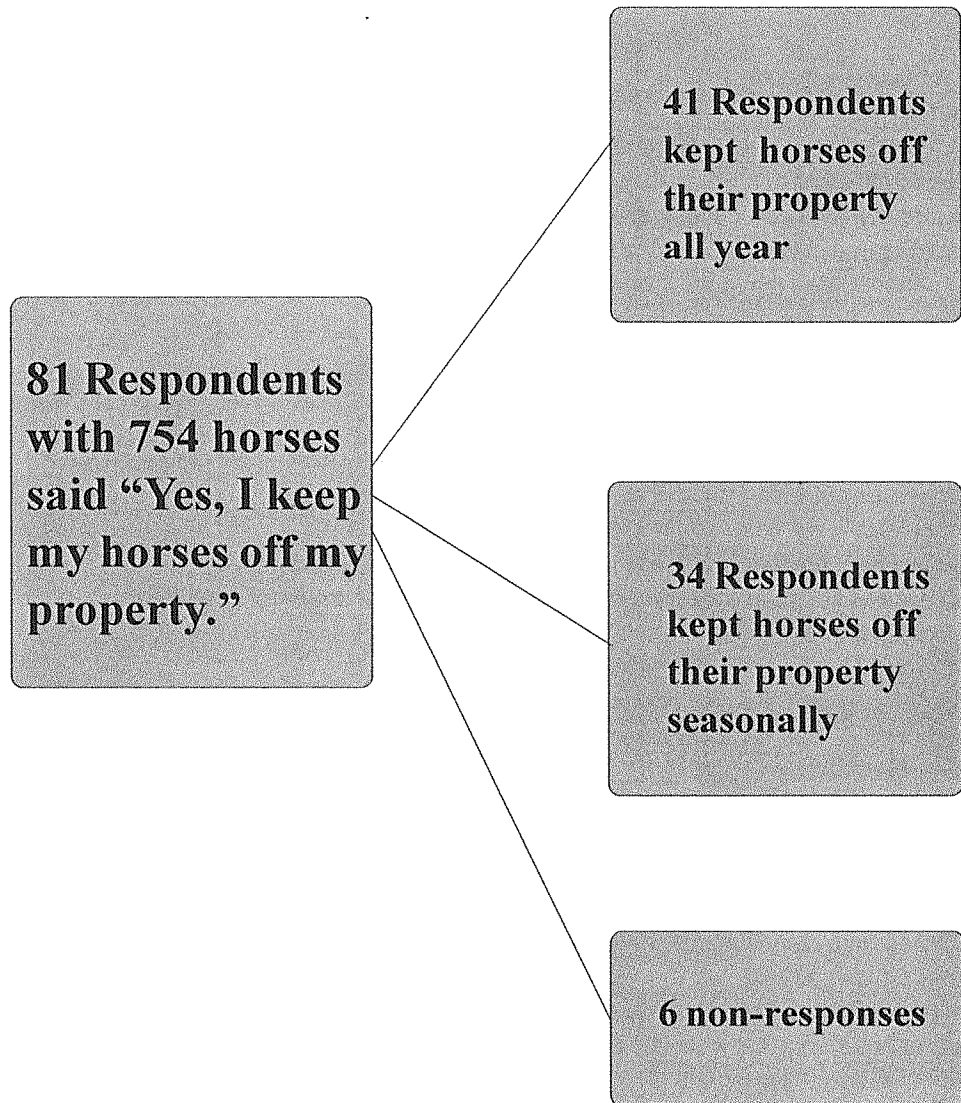 81 Respondents
with 754 horses
said “Yes, I keep
my horses off my
property.”
41 Respondents
kept horses off
their property
all year
34 Respondents
kept horses off
their property
seasonally
6 non-responses